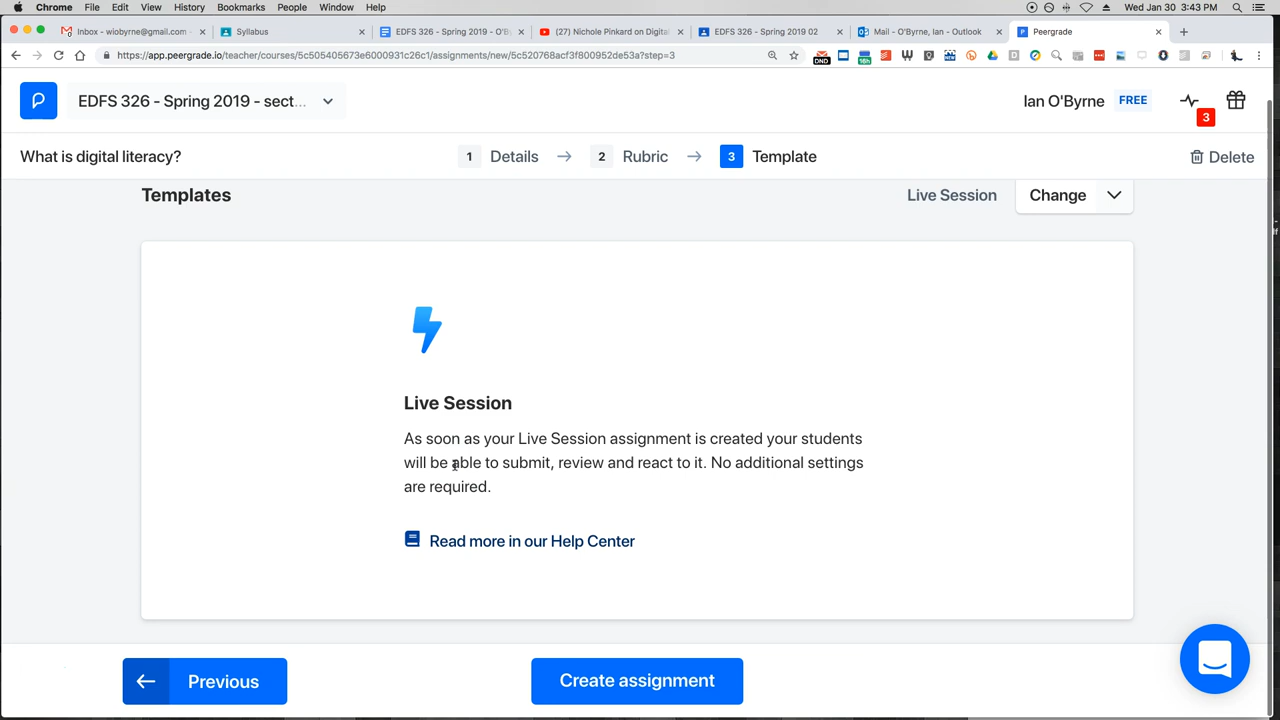 Chrome File Edit View History Bookmarks People Window Help Wed Jan 30 3:43 PM
Inbox - wiobyrne@gmail.com - Syllabus EDFS 326 - Spring 2019 - O'B (27) Nichole Pinkard on Digital EDFS 326 - Spring 2019 02 Mail - O'Byrne, Ian - Outlook Peergrade
https://app.peergrade.io/teacher/courses/5c505405673e6000931c26c1/assignments/new/5c520768acf3f800952de53a?step=3
DND 16h NEW
EDFS 326 - Spring 2019 - sect... Ian O'Byrne FREE 3
What is digital literacy? 1 Details → 2 Rubric → 3 Template Delete
Templates Live Session Change
Live Session
As soon as your Live Session assignment is created your students
will be able to submit, review and react to it. No additional settings
are required.
Read more in our Help Center
← Previous Create assignment